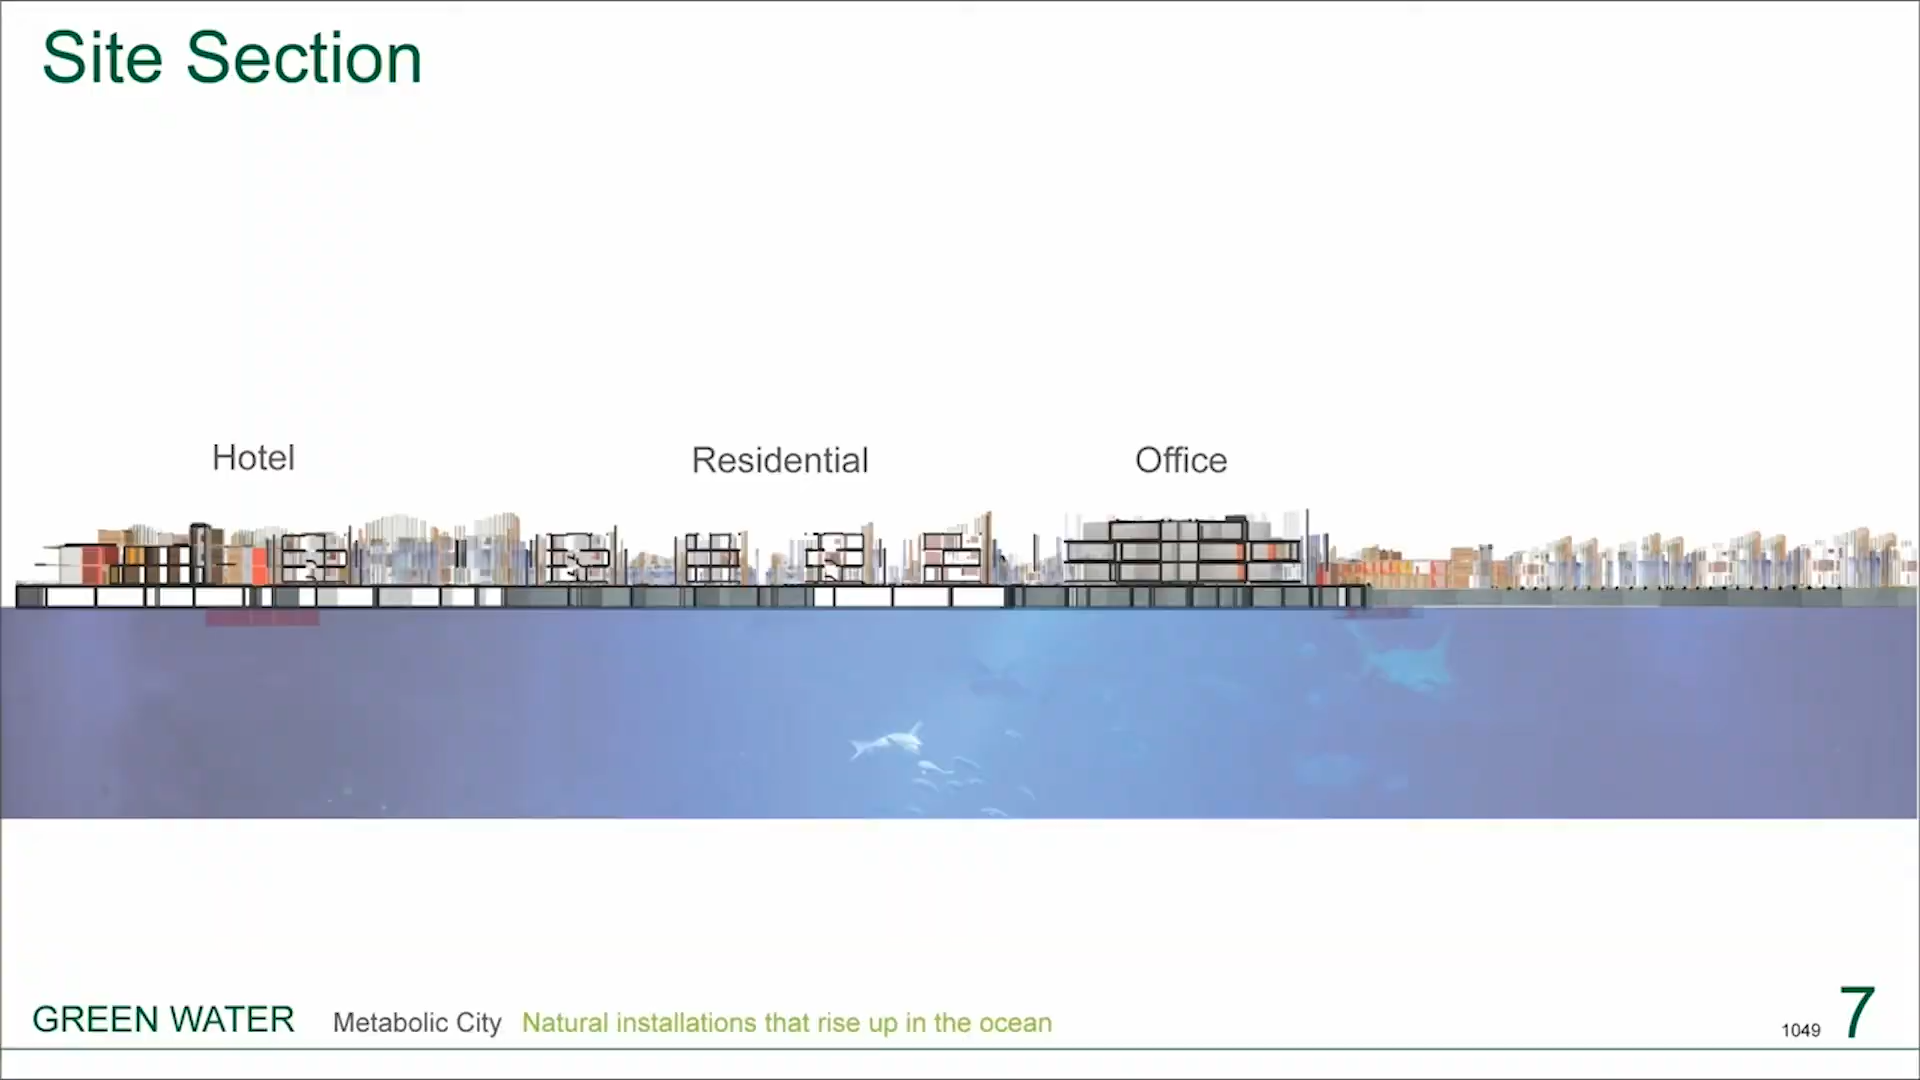 Site Section
Hotel
Residential
Office
GREEN WATER Metabolic City Natural installations that rise up in the ocean
1049 7